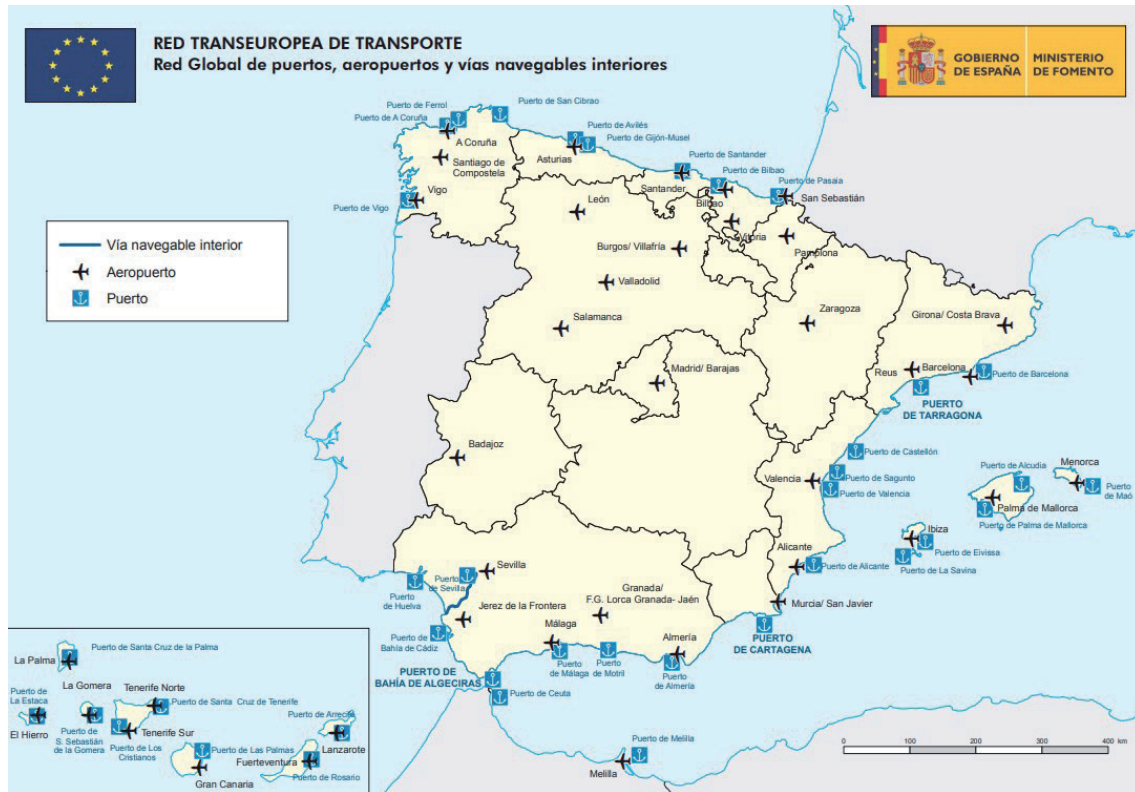 RED TRANSEUROPEA DE TRANSPORTE
Red Global de puertos, aeropuertos y vías navegables interiores
GOBIERNO
DE ESPAÑA
MINISTERIO
DE FOMENTO
Vía navegable interior
Aeropuerto
Puerto
Puerto de San Cibrao
Puerto de Ferrol
Puerto de A Coruña
A Coruña
Santiago de
Compostela
Vigo
Puerto de Vigo
Puerto de Avilés
Puerto de Gijón-Musel
Asturias
Puerto de Santander
Santander
Puerto de Bilbao
Bilbao
Puerto de Pasaia
San Sebastián
León
Vitoria
Burgos/ Villafría
Pamplona
Valladolid
Salamanca
Zaragoza
Girona/ Costa Brava
Madrid/ Barajas
Reus
Barcelona
Puerto de Barcelona
PUERTO
DE TARRAGONA
Badajoz
Puerto de Castellón
Valencia
Puerto de Sagunto
Puerto de Valencia
Menorca
Puerto de Alcudia
Puerto
de Maó
Palma de Mallorca
Puerto de Palma de Mallorca
Ibiza
Puerto de Eivissa
Puerto de La Savina
Alicante
Puerto de Alicante
Sevilla
Puerto
de Sevilla
Puerto
de Huelva
Granada/
F.G. Lorca Granada- Jaén
Murcia/ San Javier
Jerez de la Frontera
Puerto de
Bahía de Cádiz
Málaga
Almería
PUERTO
DE CARTAGENA
Puerto
de Málaga
Puerto
de Motril
Puerto
de Almería
PUERTO DE
BAHÍA DE ALGECIRAS
Puerto de Ceuta
Puerto de Melilla
Melilla
Puerto de Santa Cruz de la Palma
La Palma
La Gomera
Tenerife Norte
Puerto de
La Estaca
Puerto de Santa Cruz de Tenerife
Puerto de Arrecife
El Hierro
Puerto de
S. Sebastián
de la Gomera
Tenerife Sur
Puerto de Los
Cristianos
Puerto de Las Palmas
Lanzarote
Fuerteventura
Gran Canaria
Puerto de Rosario
0 100 200 300 400 km